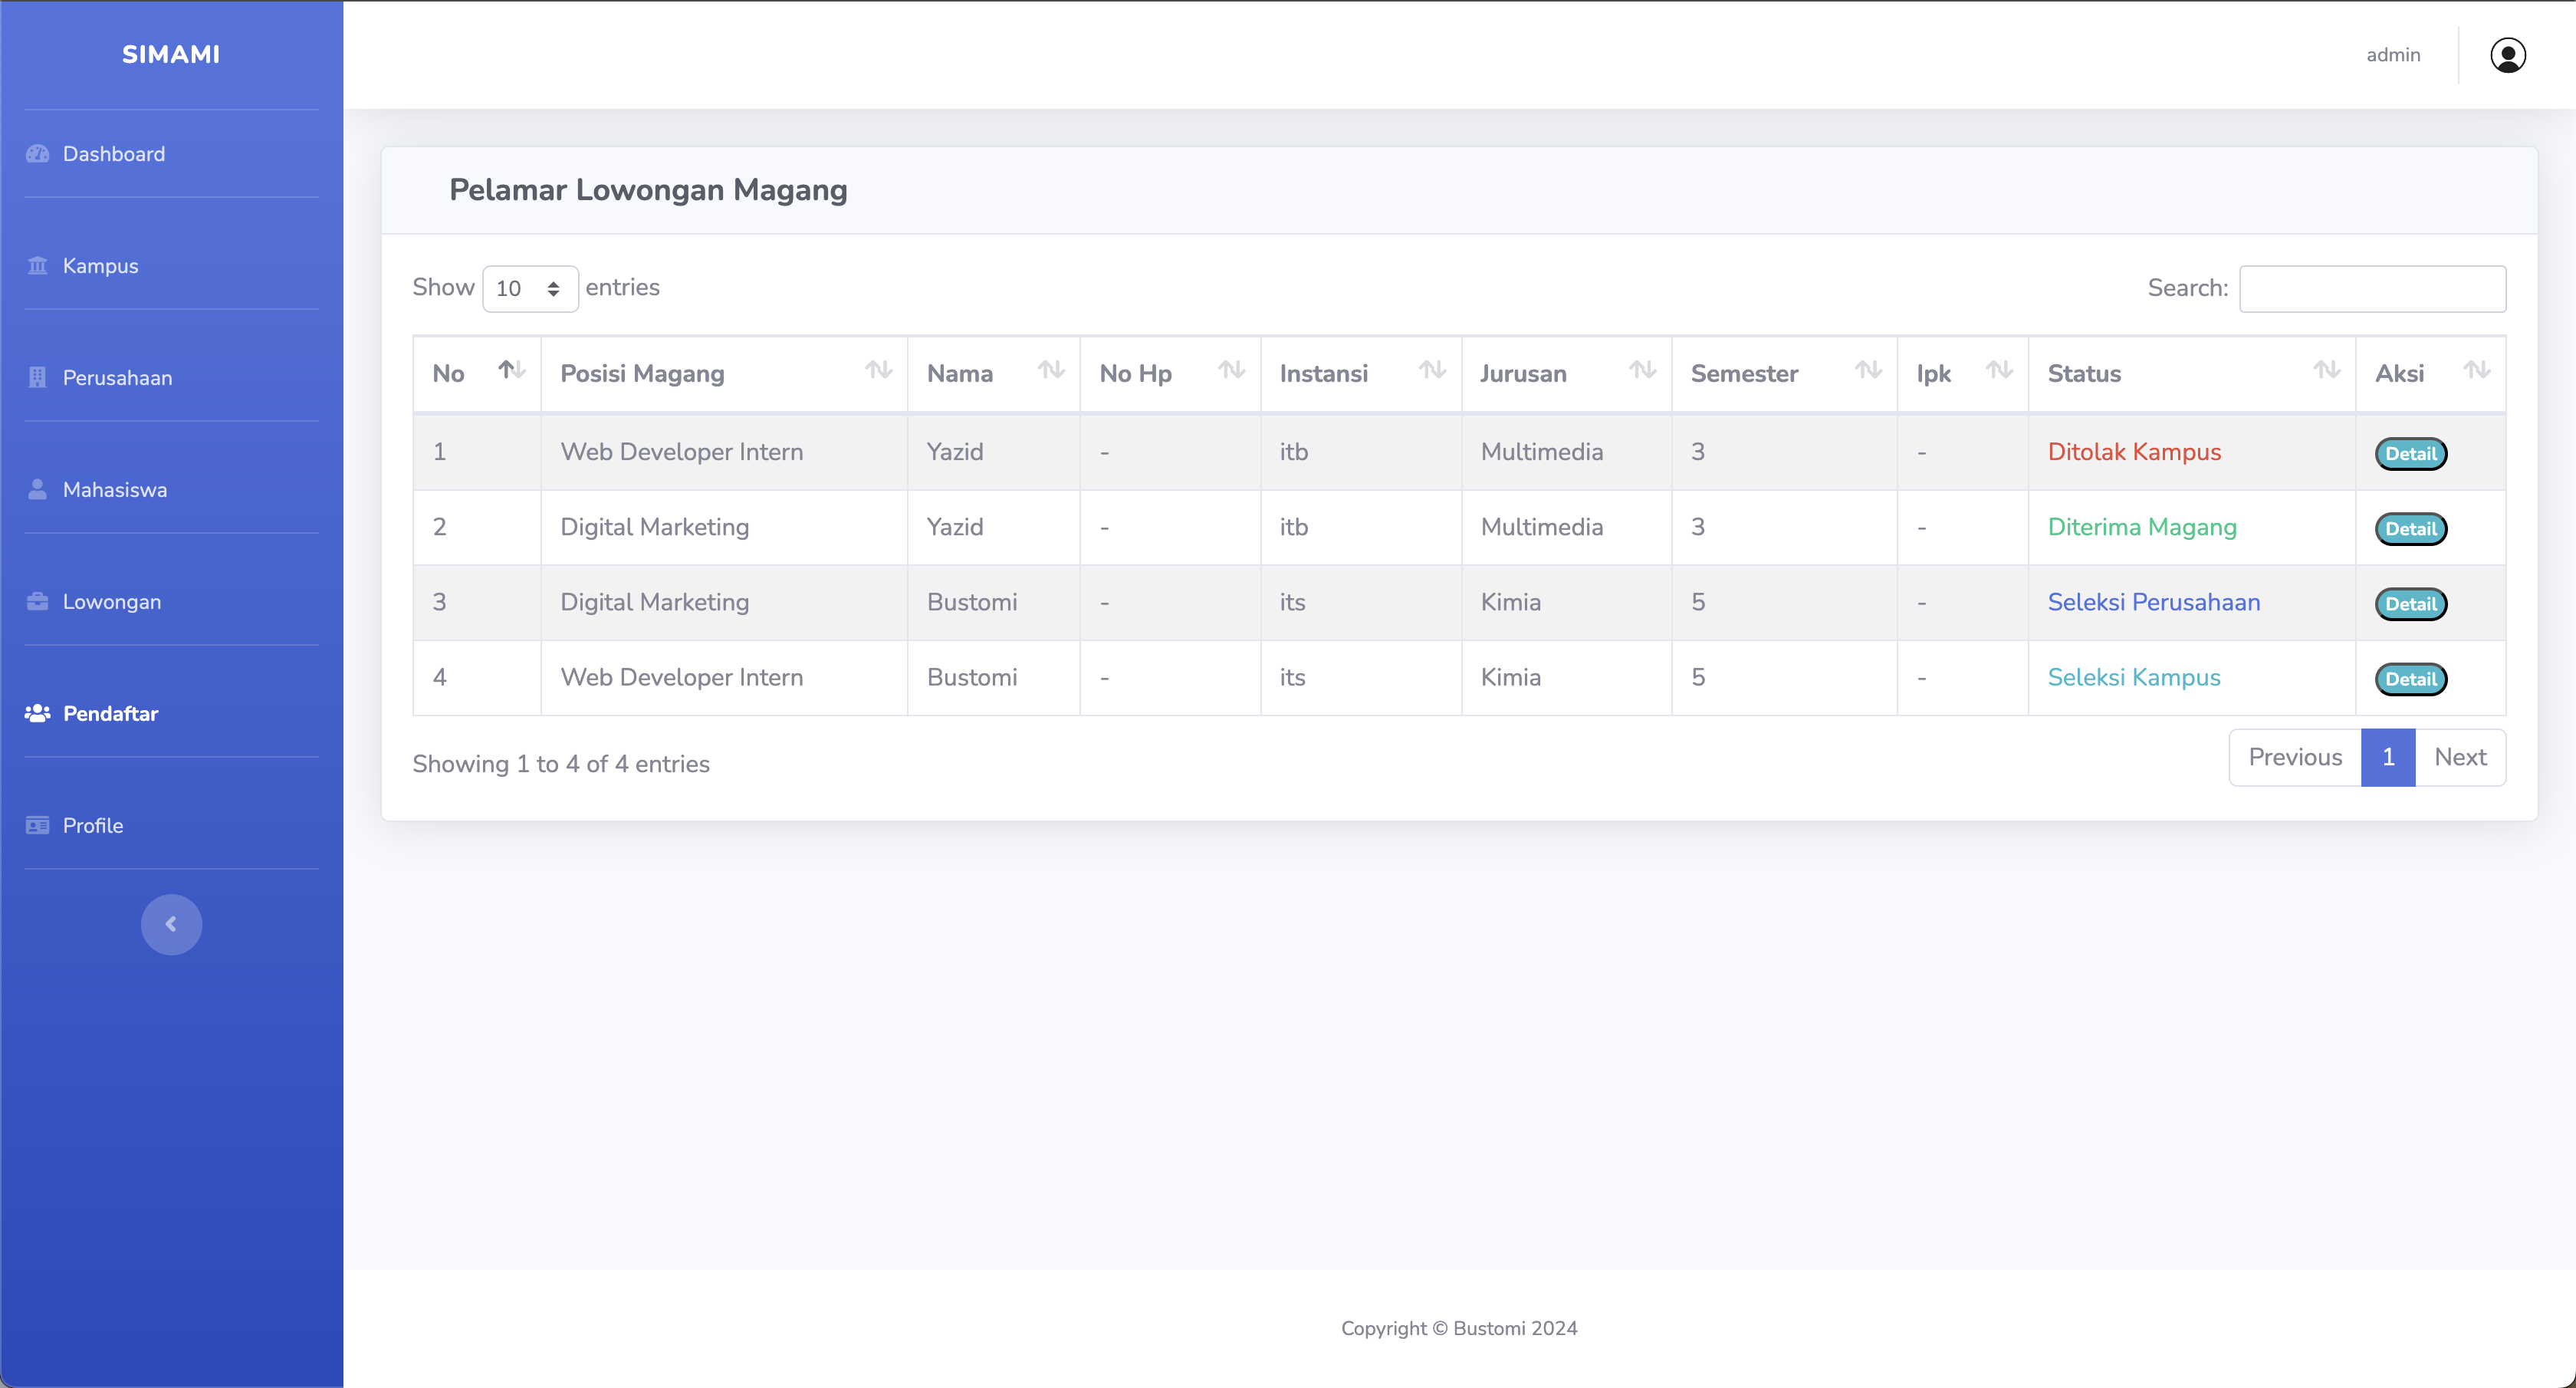 SIMAMI
admin
Dashboard
Kampus
Perusahaan
Mahasiswa
Lowongan
Pendaftar
Profile
Pelamar Lowongan Magang
Show 10 entries
Search:
No Posisi Magang Nama No Hp Instansi Jurusan Semester Ipk Status Aksi
1 Web Developer Intern Yazid - itb Multimedia 3 - Ditolak Kampus Detail
2 Digital Marketing Yazid - itb Multimedia 3 - Diterima Magang Detail
3 Digital Marketing Bustomi - its Kimia 5 - Seleksi Perusahaan Detail
4 Web Developer Intern Bustomi - its Kimia 5 - Seleksi Kampus Detail
Showing 1 to 4 of 4 entries
Previous 1 Next
Copyright © Bustomi 2024